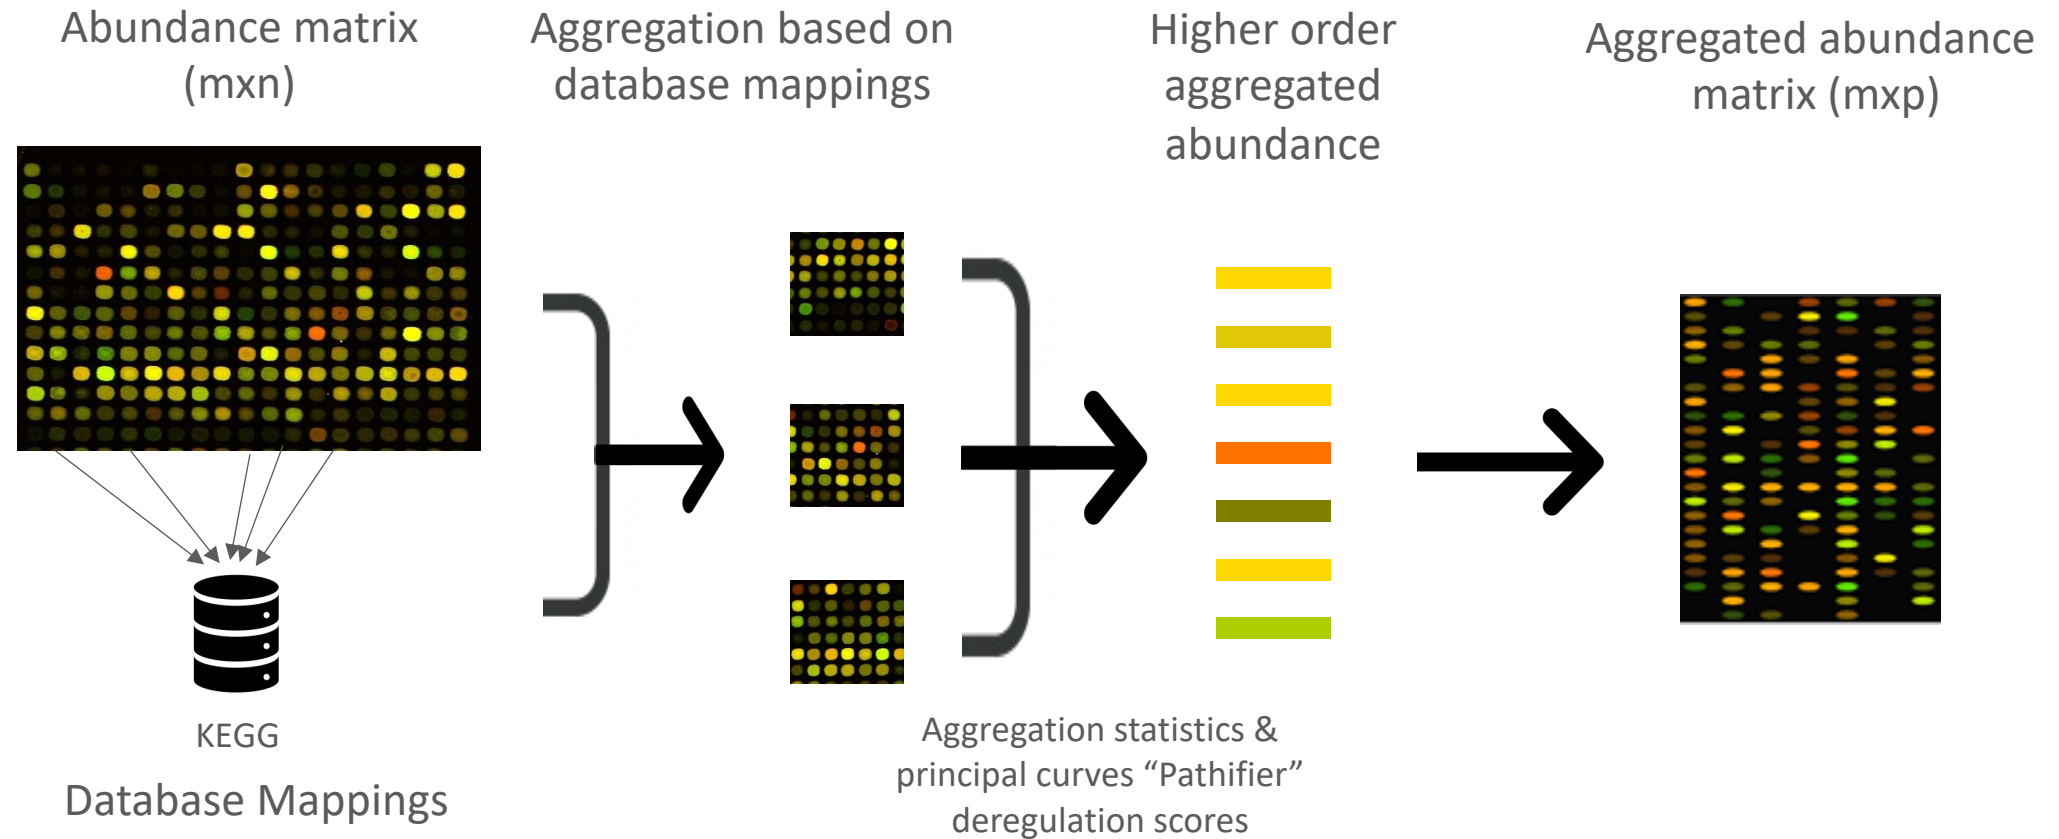 Abundance matrix
(mxn)
Aggregation based on
database mappings
Higher order
aggregated
abundance
Aggregated abundance
matrix (mxp)
KEGG
Database Mappings
Aggregation statistics &
principal curves “Pathifier”
deregulation scores